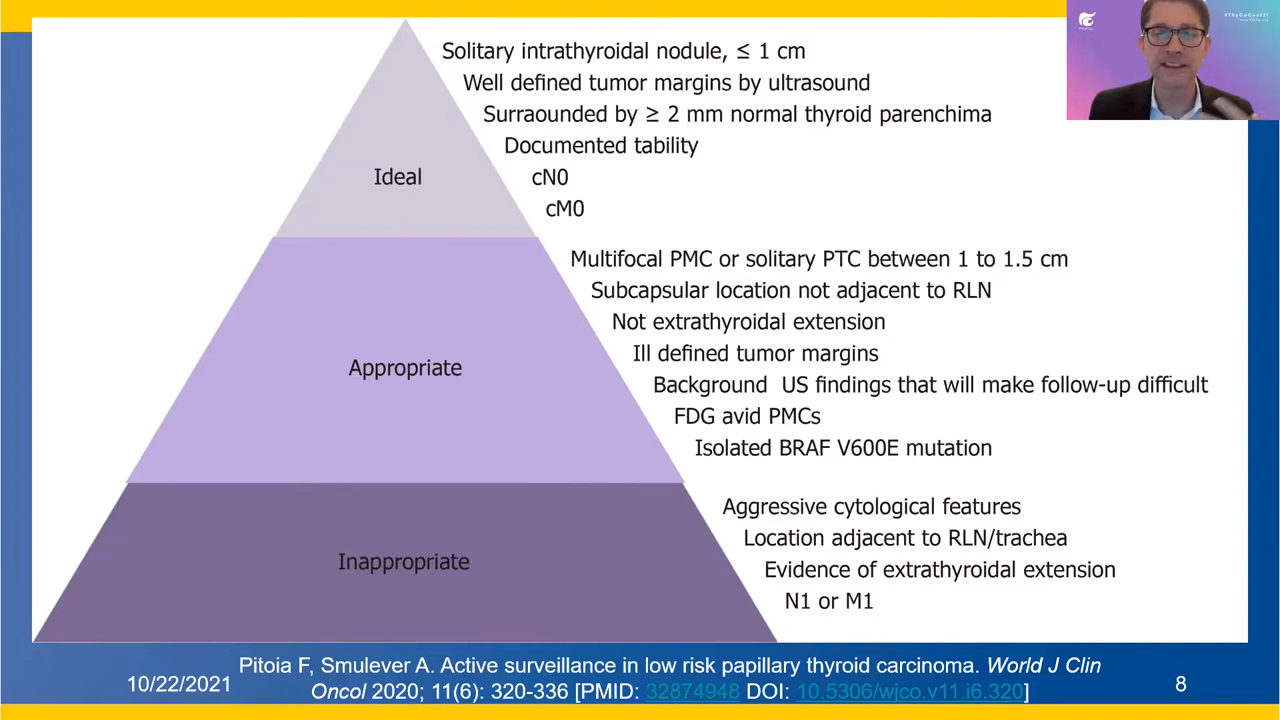 Solitary intrathyroidal nodule, ≤ 1 cm
Well defined tumor margins by ultrasound
Surraounded by ≥ 2 mm normal thyroid parenchima
Documented tability
Ideal
cN0
cM0
Multifocal PMC or solitary PTC between 1 to 1.5 cm
Subcapsular location not adjacent to RLN
Not extrathyroidal extension
Ill defined tumor margins
Appropriate
Background US findings that will make follow-up difficult
FDG avid PMCs
Isolated BRAF V600E mutation
Aggressive cytological features
Location adjacent to RLN/trachea
Inappropriate
Evidence of extrathyroidal extension
N1 or M1
Pitoia F, Smulever A. Active surveillance in low risk papillary thyroid carcinoma. World J Clin
Oncol 2020; 11(6): 320-336 [PMID: 32874948 DOI: 10.5306/wjco.v11.i6.320]
10/22/2021
8